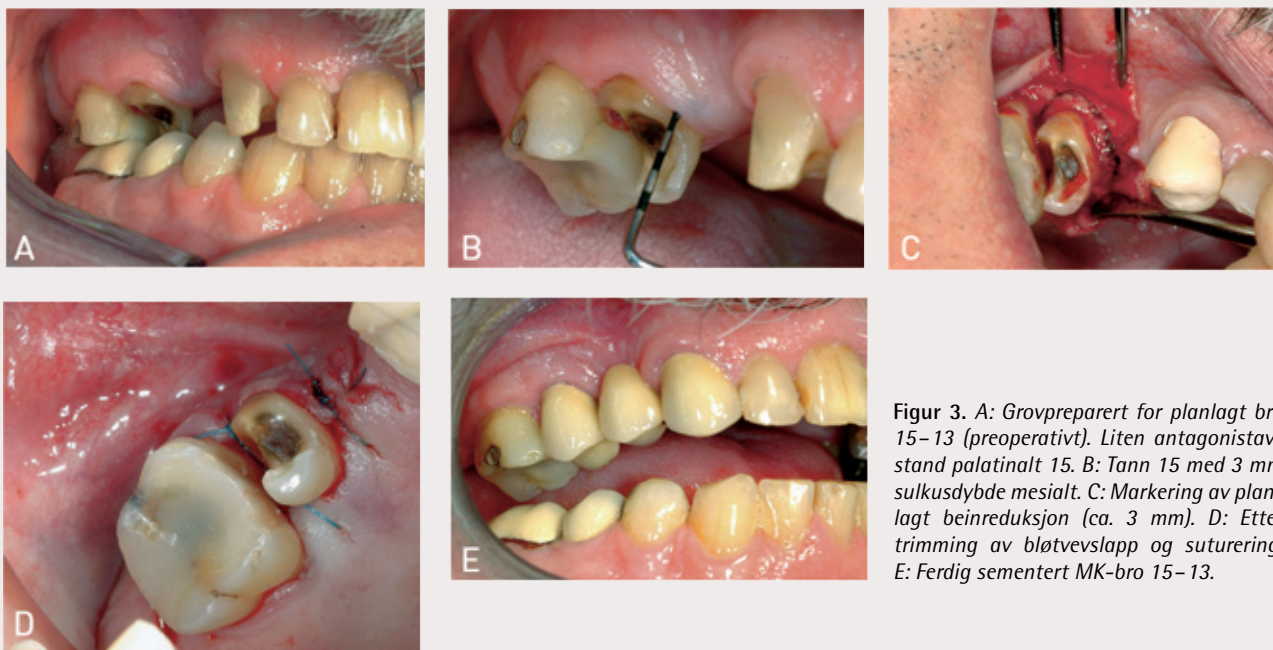 A
B
C
D
E
Figur 3. A: Grovpreparert for planlagt br
15–13 (preoperativt). Liten antagonistav
stand palatinalt 15. B: Tann 15 med 3 mr
sulkusdybde mesialt. C: Markering av plan
lagt beinreduksjon (ca. 3 mm). D: Ette
trimming av bløtvevslapp og suturering
E: Ferdig sementert MK-bro 15–13.